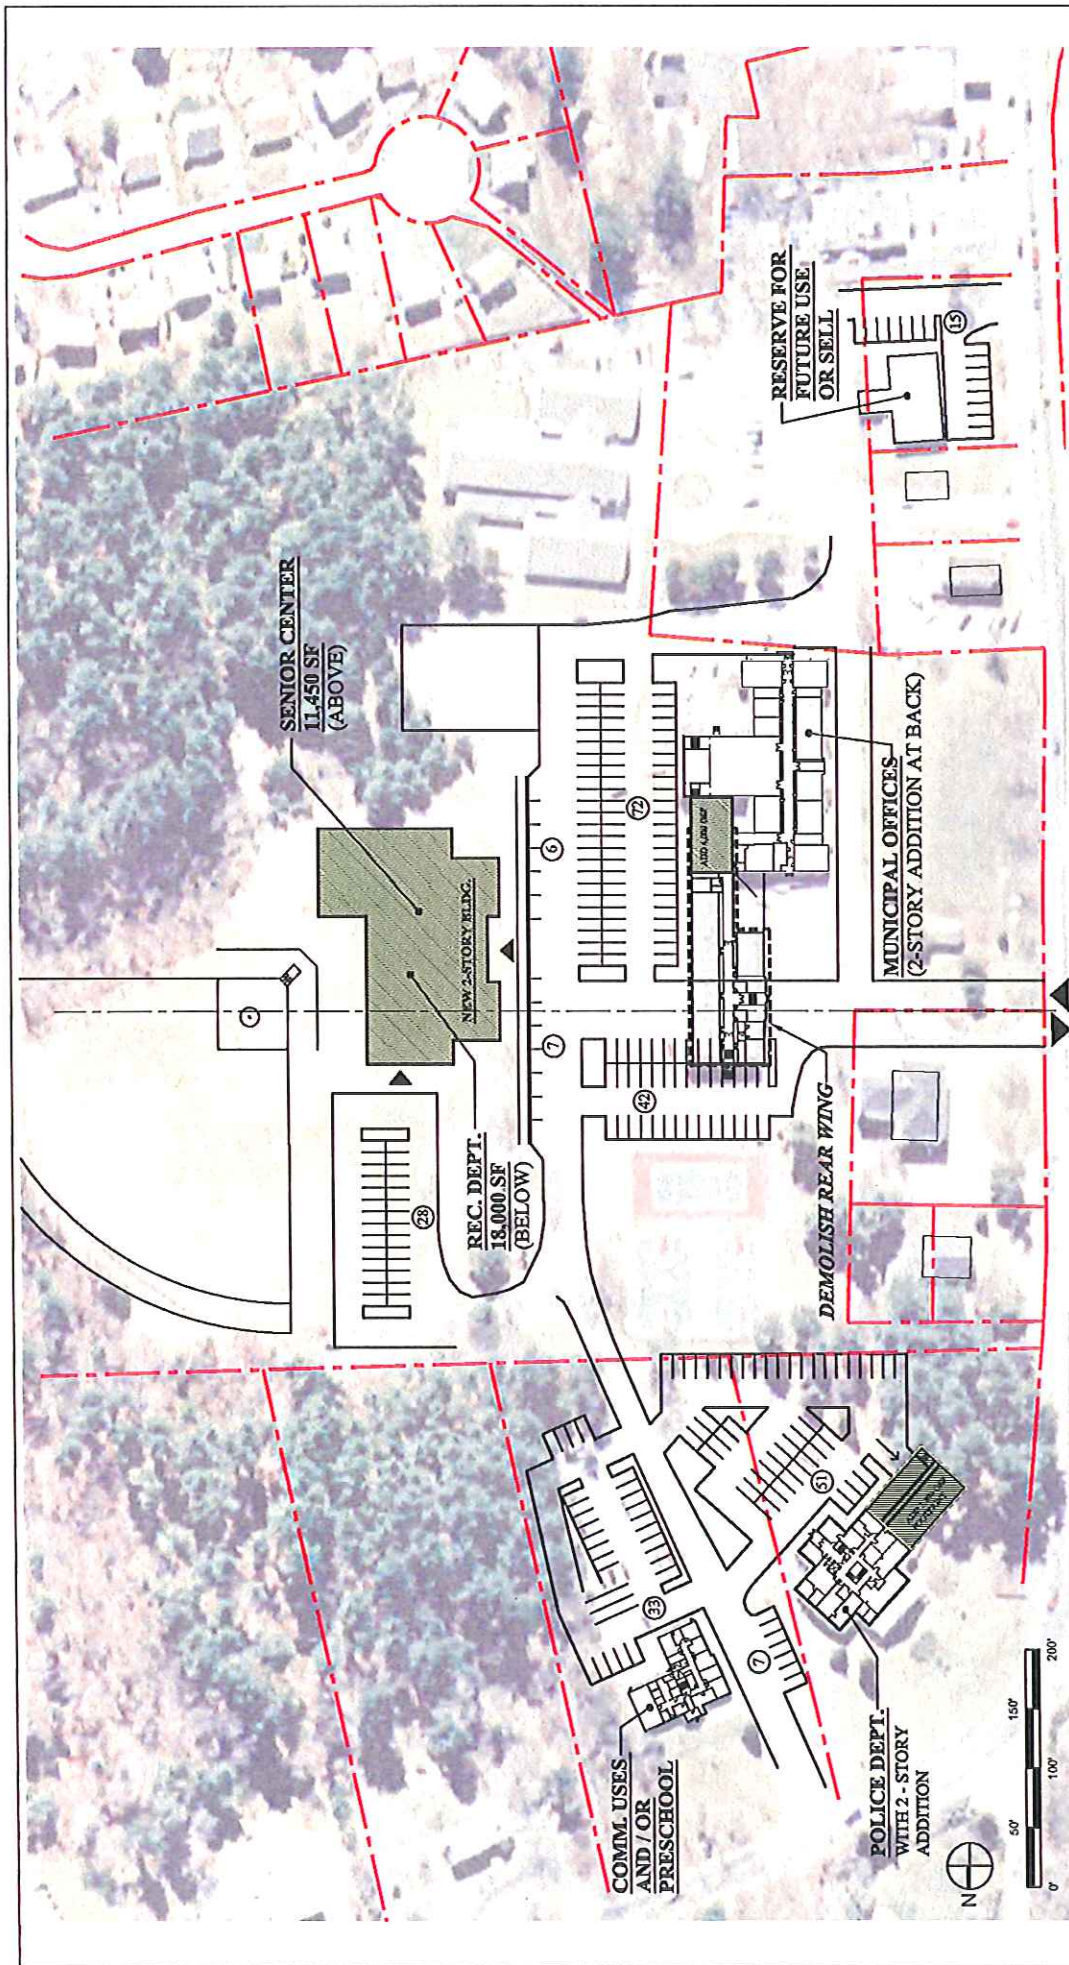 SENIOR CENTER
11,450 SF
(ABOVE)
RESERVE FOR
FUTURE USE
OR SELL
15
NEW 2-STORY BLDG.
6
7
72
42
28
REC. DEPT.
18,000 SF
(BELOW)
MUNICIPAL OFFICES
(2-STORY ADDITION AT BACK)
DEMOLISH REAR WING
COMM. USES
AND / OR
PRESCHOOL
33
51
7
POLICE DEPT.
WITH 2 - STORY
ADDITION
N
0' 50' 100' 150' 200'